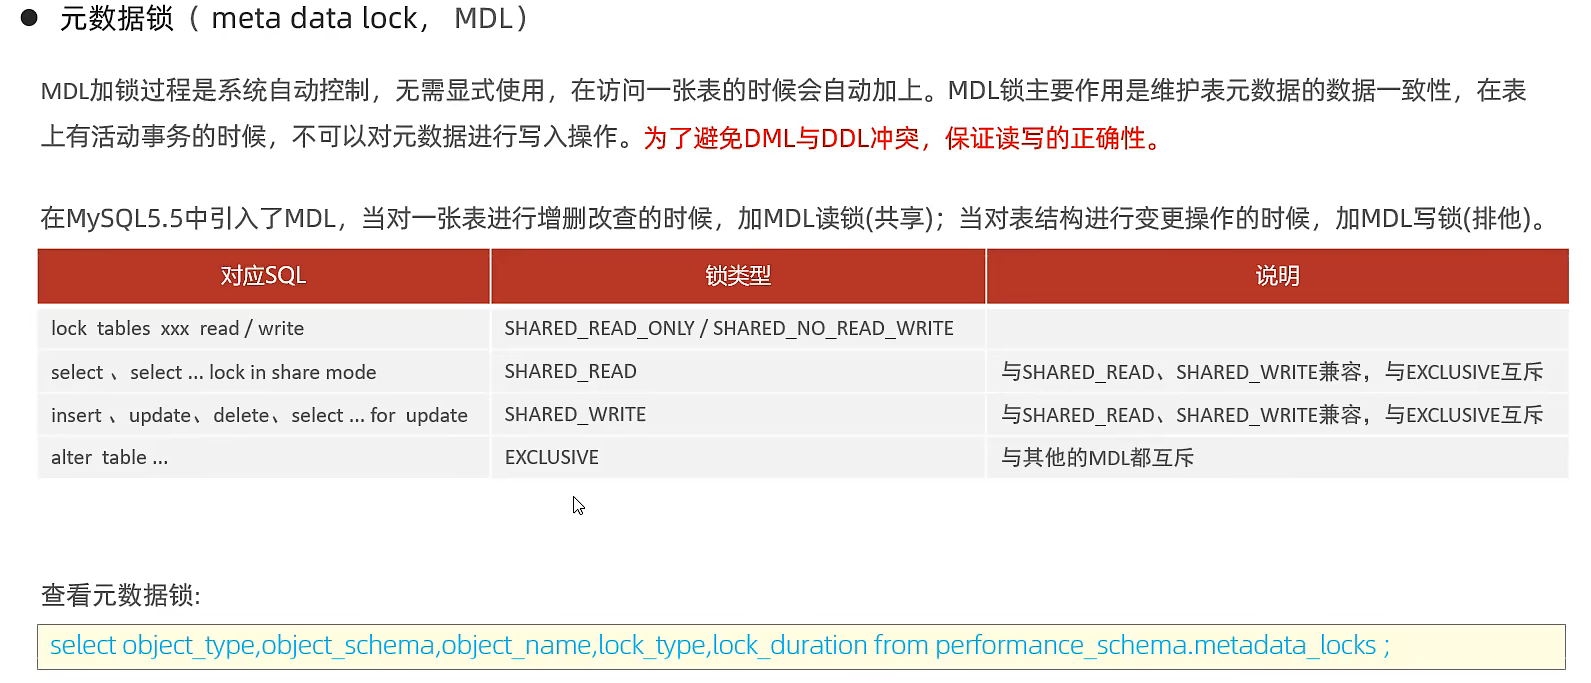 ● 元数据锁（ meta data lock， MDL）
MDL加锁过程是系统自动控制，无需显式使用，在访问一张表的时候会自动加上。MDL锁主要作用是维护表元数据的数据一致性，在表
上有活动事务的时候，不可以对元数据进行写入操作。为了避免DML与DDL冲突，保证读写的正确性。
在MySQL5.5中引入了MDL，当对一张表进行增删改查的时候，加MDL读锁(共享)；当对表结构进行变更操作的时候，加MDL写锁(排他)。
对应SQL 锁类型 说明
lock tables xxx read / write SHARED_READ_ONLY / SHARED_NO_READ_WRITE
select 、select ... lock in share mode SHARED_READ 与SHARED_READ、SHARED_WRITE兼容，与EXCLUSIVE互斥
insert 、update、delete、select ... for update SHARED_WRITE 与SHARED_READ、SHARED_WRITE兼容，与EXCLUSIVE互斥
alter table ... EXCLUSIVE 与其他的MDL都互斥
查看元数据锁:
select object_type,object_schema,object_name,lock_type,lock_duration from performance_schema.metadata_locks ;